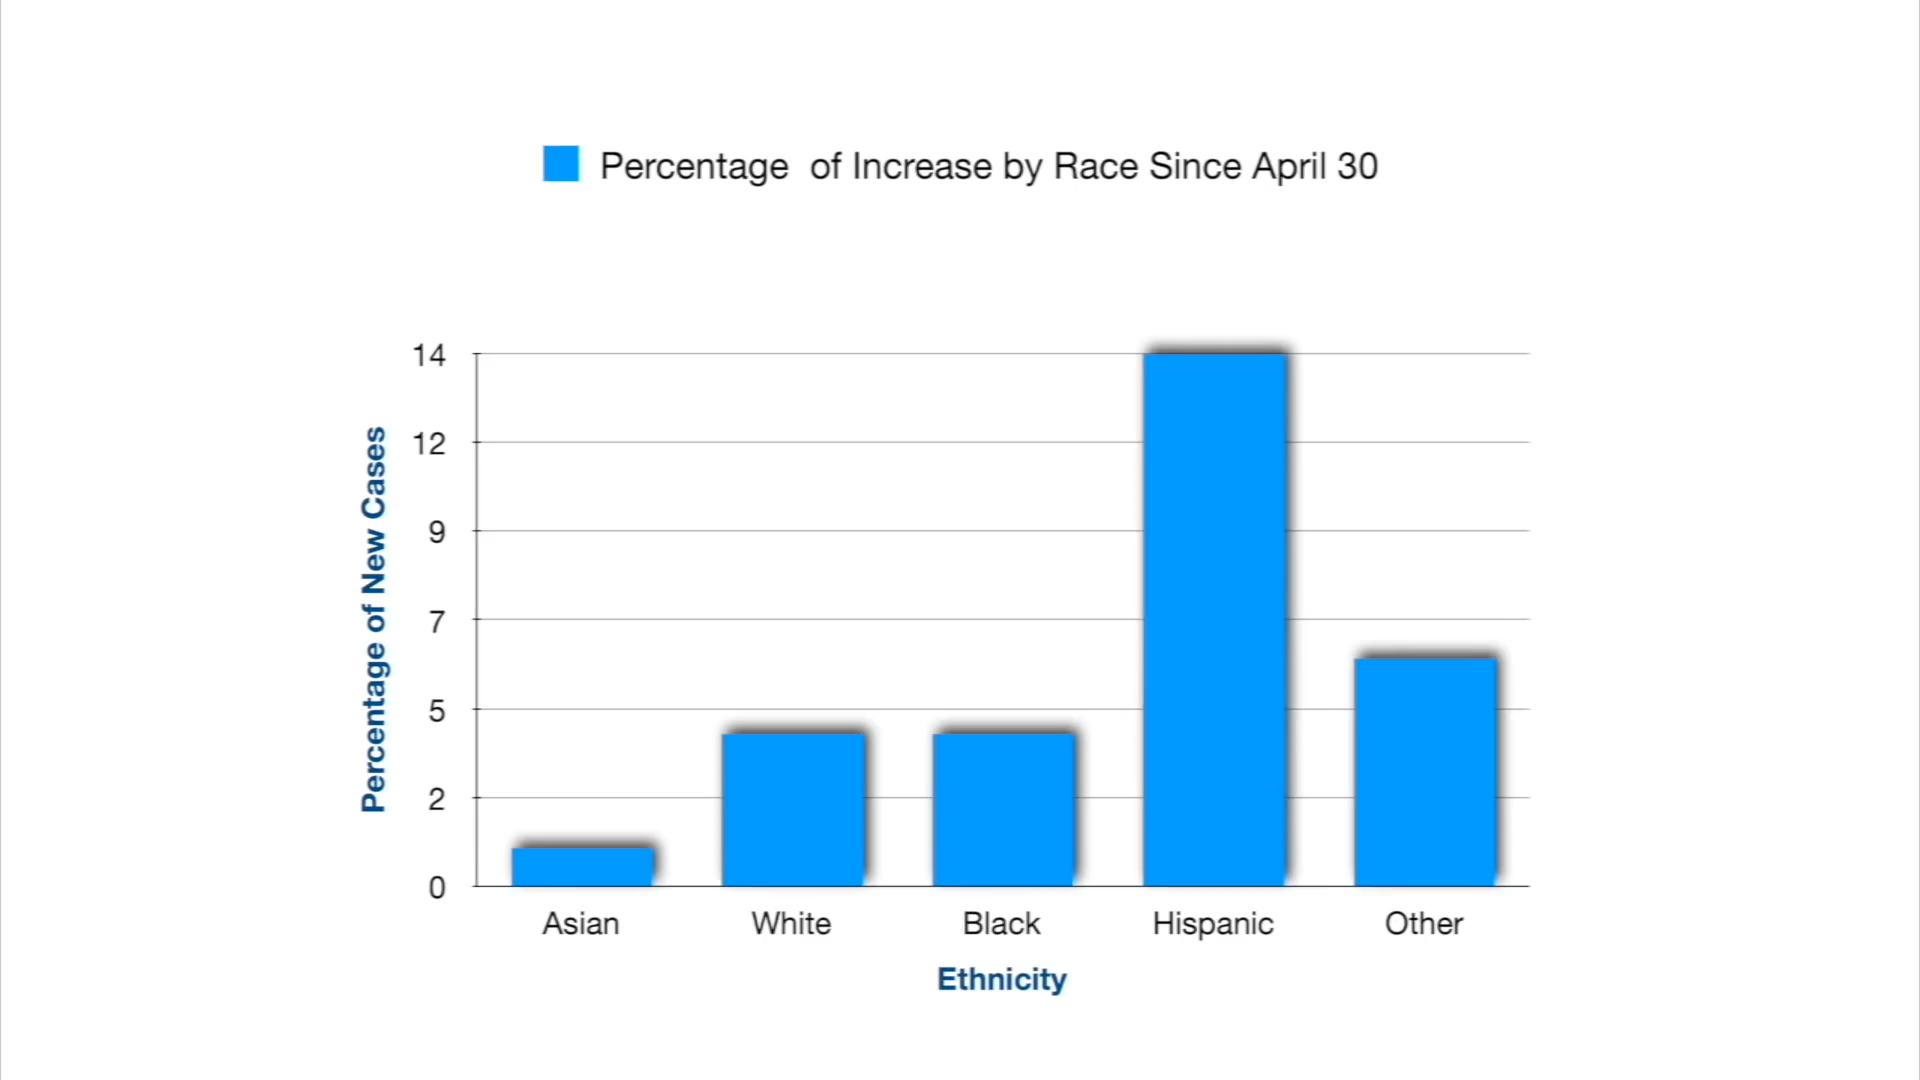 Percentage  of Increase by Race Since April 30
14
12
9
7
5
2
0
Percentage of New Cases
Asian White Black Hispanic Other
Ethnicity